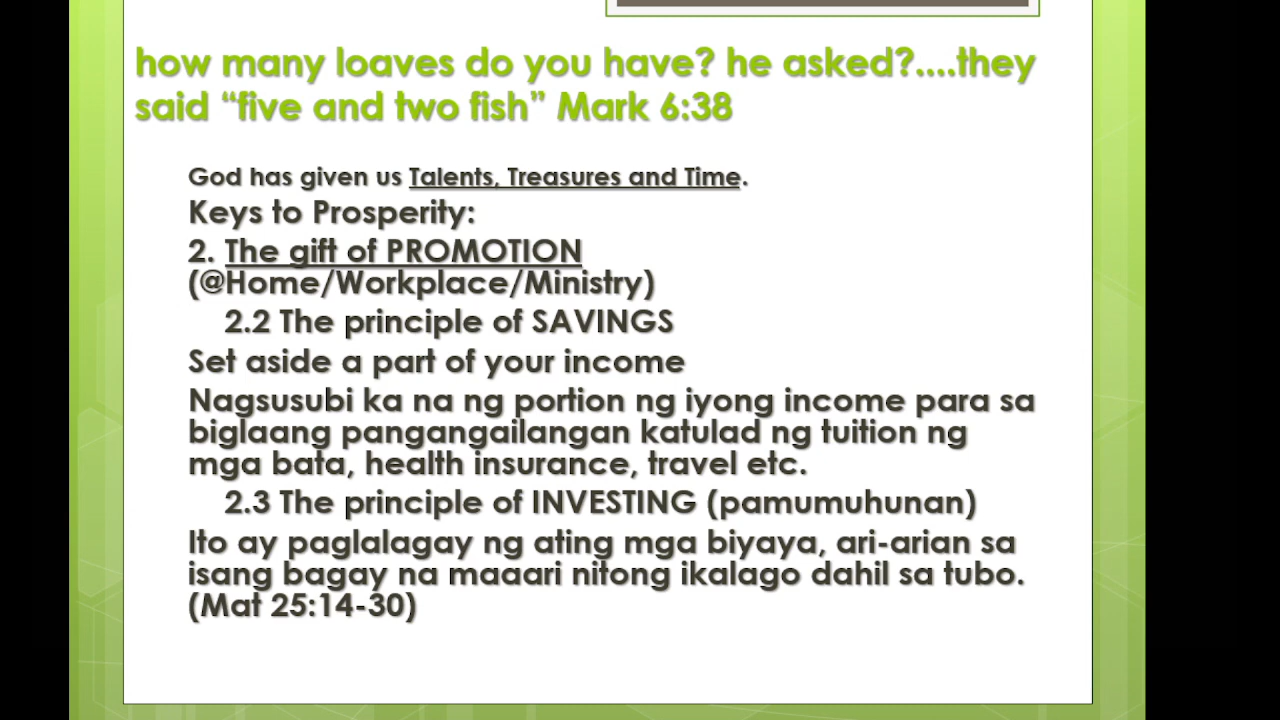 how many loaves do you have? he asked?....they
said “five and two fish” Mark 6:38
God has given us Talents, Treasures and Time.
Keys to Prosperity:
2. The gift of PROMOTION
(@Home/Workplace/Ministry)
2.2 The principle of SAVINGS
Set aside a part of your income
Nagsusubi ka na ng portion ng iyong income para sa
biglaang pangangailangan katulad ng tuition ng
mga bata, health insurance, travel etc.
2.3 The principle of INVESTING (pamumuhunan)
Ito ay paglalagay ng ating mga biyaya, ari-arian sa
isang bagay na maaari nitong ikalago dahil sa tubo.
(Mat 25:14-30)